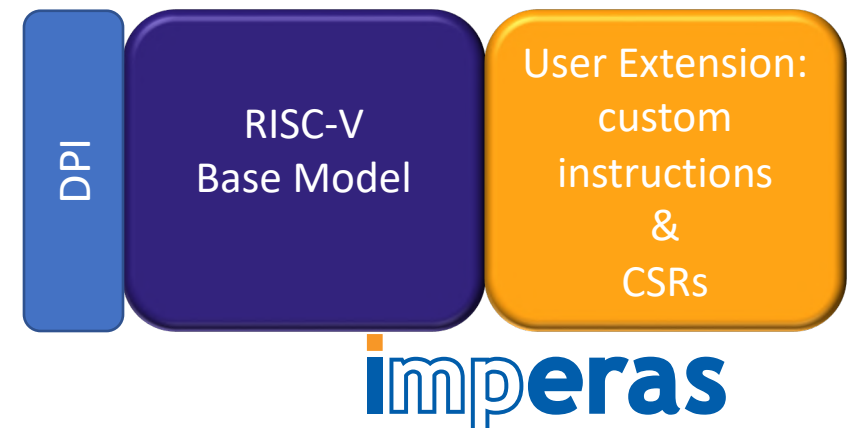 DPI
RISC-V
Base Model
User Extension:
custom
instructions
&
CSRs
imperas